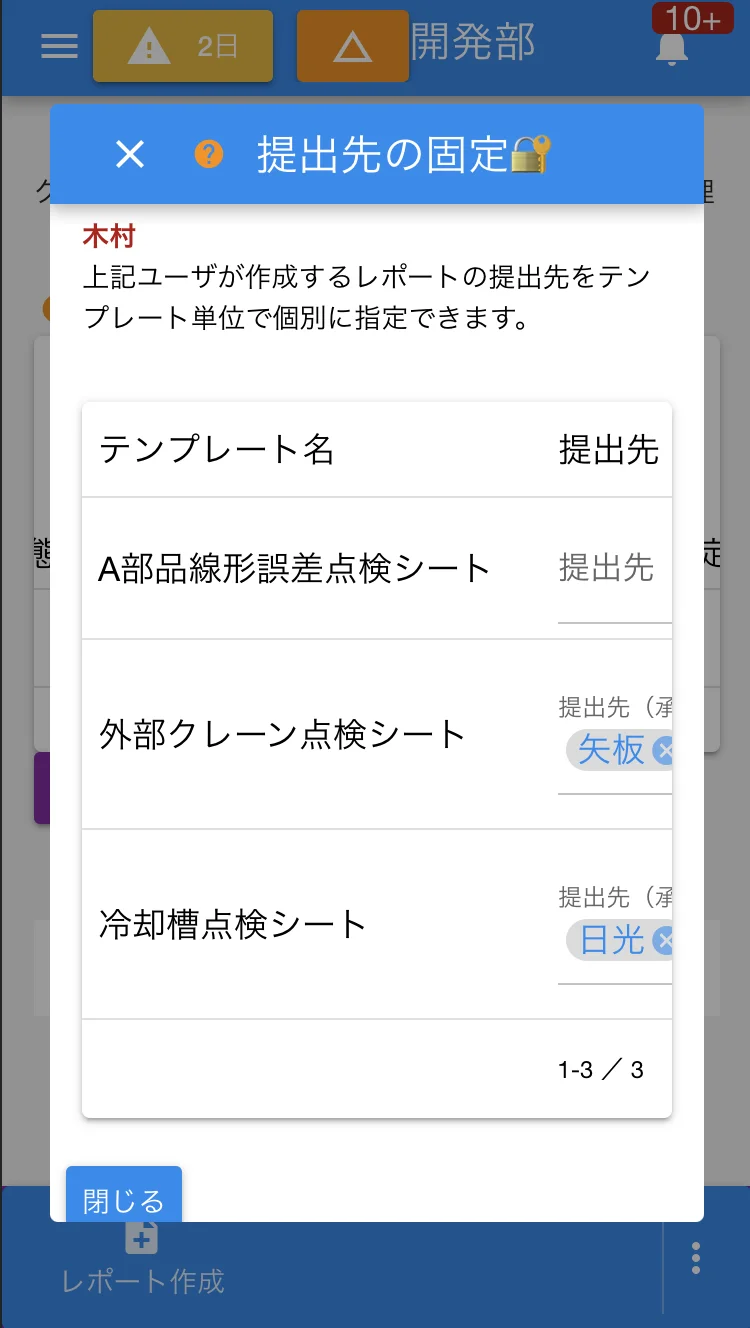 2日
開発部
10+
提出先の固定
木村
上記ユーザが作成するレポートの提出先をテン
プレート単位で個別に指定できます。
テンプレート名
提出先
A部品線形誤差点検シート
提出先
外部クレーン点検シート
提出先（承
矢板
冷却槽点検シート
提出先（承
日光
1-3 ／ 3
閉じる
レポート作成